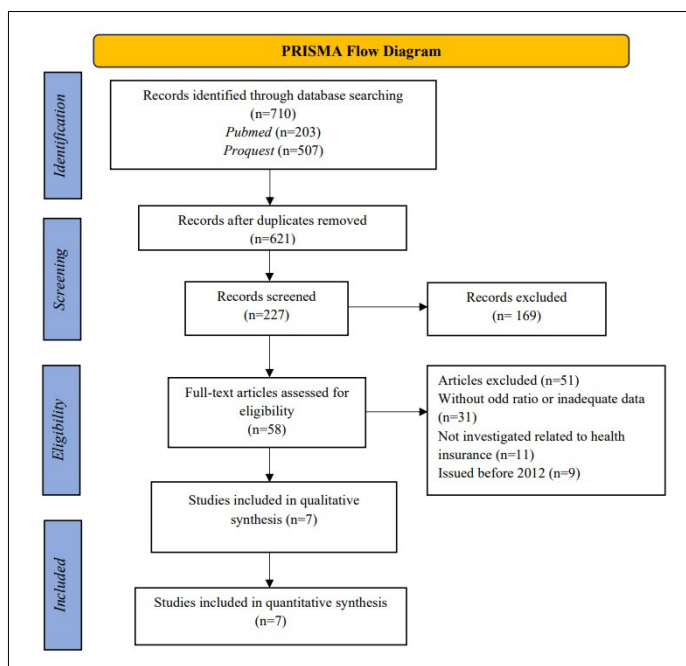 PRISMA Flow Diagram
Identification
Records identified through database searching
(n=710)
Pubmed (n=203)
Proquest (n=507)
Records after duplicates removed
(n=621)
Screening
Records screened
(n=227)
Records excluded
(n= 169)
Eligibility
Full-text articles assessed for
eligibility
(n=58)
Articles excluded (n=51)
Without odd ratio or inadequate data
(n=31)
Not investigated related to health
insurance (n=11)
Issued before 2012 (n=9)
Studies included in qualitative
synthesis (n=7)
Included
Studies included in quantitative synthesis
(n=7)